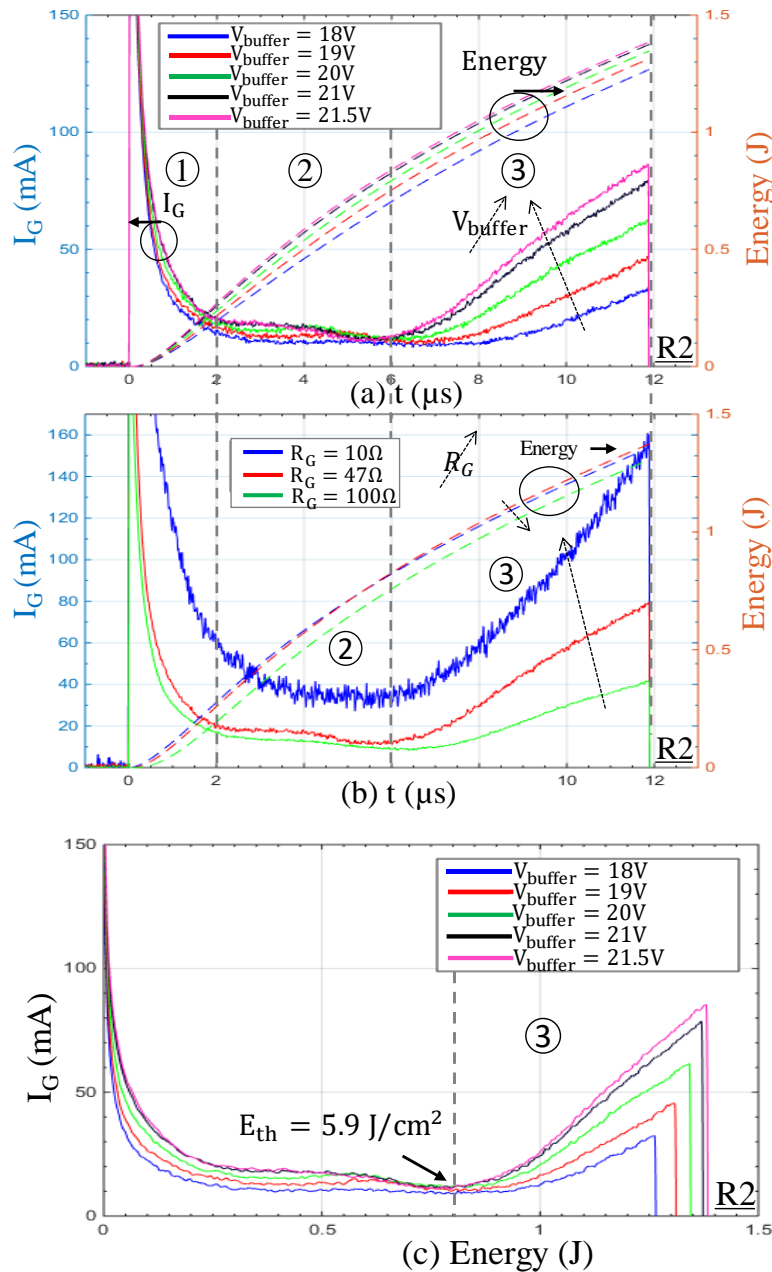 V_buffer = 18V
V_buffer = 19V
V_buffer = 20V
V_buffer = 21V
V_buffer = 21.5V
Energy
① ② ③
I_G
V_buffer
I_G (mA)
150
100
50
0
Energy (J)
1.5
1
0.5
0
R2
0 2 4 6 8 10 12
(a) t (μs)
R_G = 10Ω
R_G = 47Ω
R_G = 100Ω
R_G
Energy
② ③
I_G (mA)
160
140
120
100
80
60
40
20
0
Energy (J)
1.5
1
0.5
0
R2
0 2 4 6 8 10 12
(b) t (μs)
V_buffer = 18V
V_buffer = 19V
V_buffer = 20V
V_buffer = 21V
V_buffer = 21.5V
③
E_th = 5.9 J/cm²
I_G (mA)
150
100
50
0
R2
0 0.5 1 1.5
(c) Energy (J)